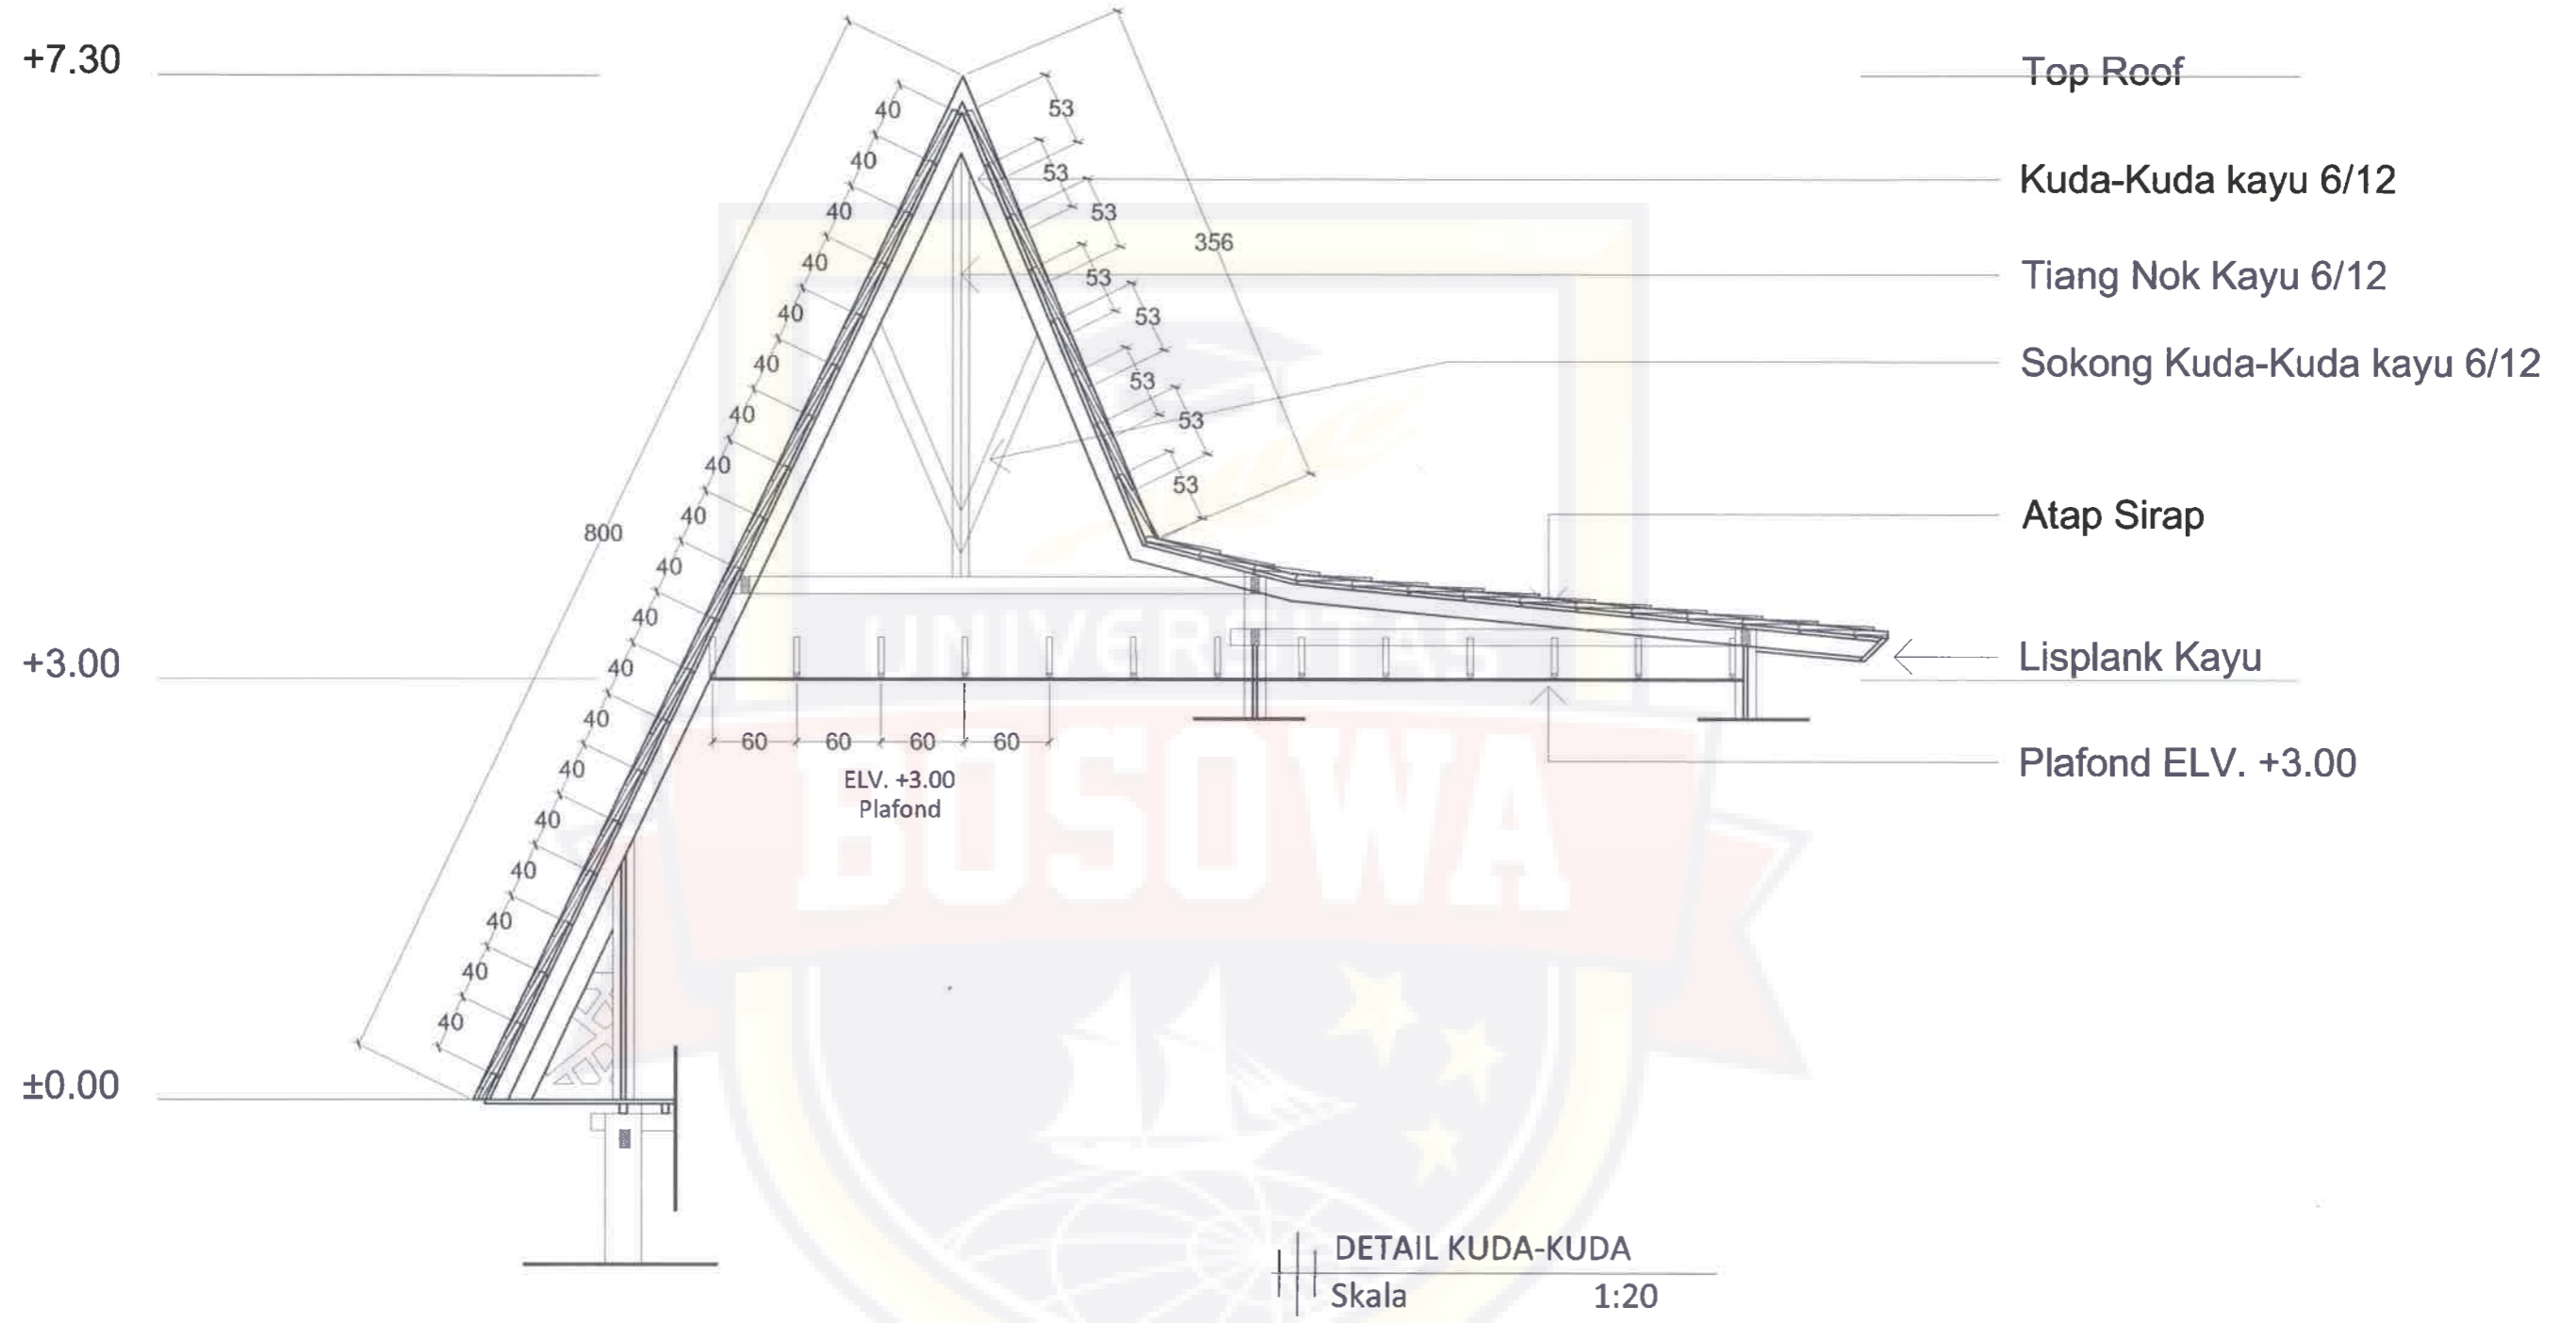 +7.30
Top Roof
40
53
40
53
Kuda-Kuda kayu 6/12
40
53
356
40
53
Tiang Nok Kayu 6/12
40
53
40
53
Sokong Kuda-Kuda kayu 6/12
40
53
40
53
40
800
Atap Sirap
40
40
UNIVERSITAS
40
+3.00
Lisplank Kayu
40
40
60 60 60 60
Plafond ELV. +3.00
ELV. +3.00
Plafond
BOSOWA
40
40
40
40
40
40
±0.00
DETAIL KUDA-KUDA
Skala 1:20